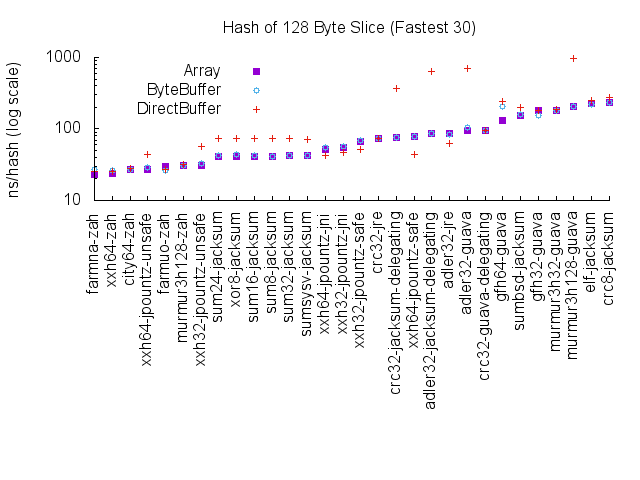 Hash of 128 Byte Slice (Fastest 30)
ns/hash (log scale)
1000
100
10
Array
ByteBuffer
DirectBuffer
farmna-zah
xxh64-zah
city64-zah
xxh64-jpountz-unsafe
farmuo-zah
murmur3h128-zah
xxh32-jpountz-unsafe
sum24-jacksum
xor8-jacksum
sum16-jacksum
sum8-jacksum
sum32-jacksum
sumsysv-jacksum
xxh64-jpountz-jni
xxh32-jpountz-jni
xxh32-jpountz-safe
crc32-jre
crc32-jacksum-delegating
xxh64-jpountz-safe
adler32-jacksum-delegating
adler32-jre
adler32-guava
crc32-guava-delegating
gfh64-guava
sumbsd-jacksum
gfh32-guava
murmur3h32-guava
murmur3h128-guava
elf-jacksum
crc8-jacksum